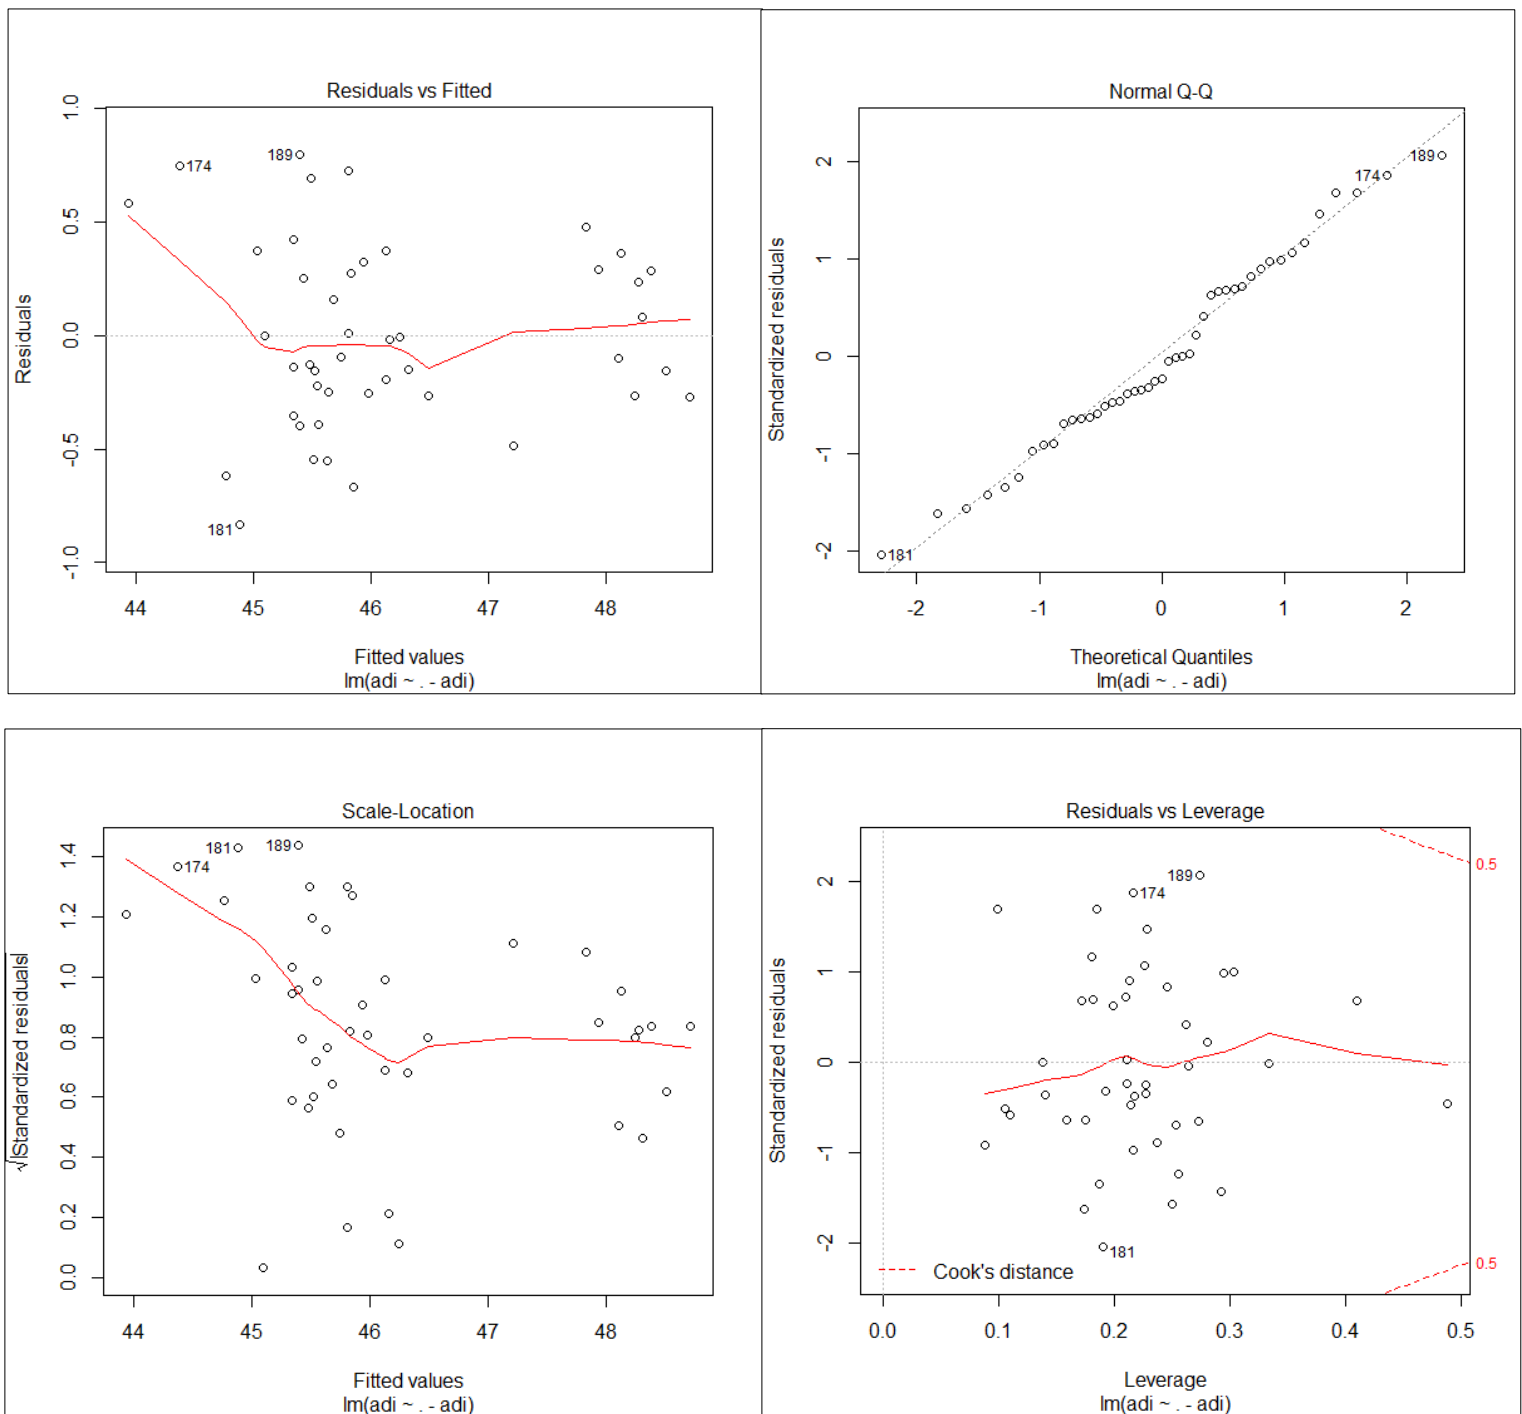 Residuals vs Fitted
Residuals
1.0
0.5
0.0
-0.5
-1.0
174
189
181
44 45 46 47 48
Fitted values
lm(adi ~ . - adi)
Normal Q-Q
Standardized residuals
2
1
0
-1
-2
189
174
181
-2 -1 0 1 2
Theoretical Quantiles
lm(adi ~ . - adi)
Scale-Location
√|Standardized residuals|
1.4
1.2
1.0
0.8
0.6
0.4
0.2
0.0
181
189
174
44 45 46 47 48
Fitted values
lm(adi ~ . - adi)
Residuals vs Leverage
Standardized residuals
2
1
0
-1
-2
0.5
189
174
181
Cook's distance
0.5
0.0 0.1 0.2 0.3 0.4 0.5
Leverage
lm(adi ~ . - adi)